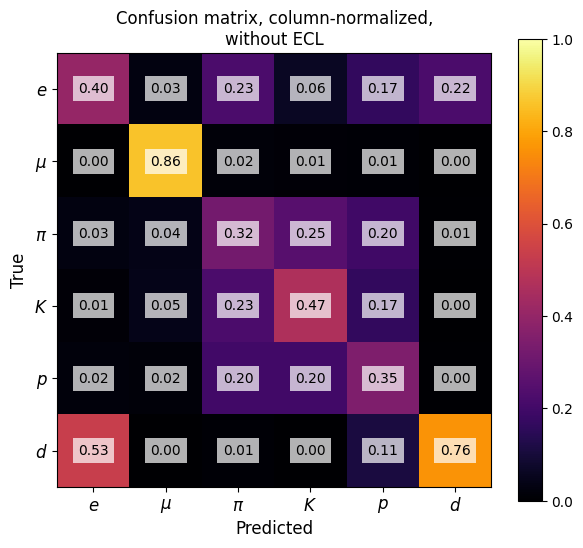 Confusion matrix, column-normalized,
without ECL
True
e 0.40 0.03 0.23 0.06 0.17 0.22
μ 0.00 0.86 0.02 0.01 0.01 0.00
π 0.03 0.04 0.32 0.25 0.20 0.01
K 0.01 0.05 0.23 0.47 0.17 0.00
p 0.02 0.02 0.20 0.20 0.35 0.00
d 0.53 0.00 0.01 0.00 0.11 0.76
e μ π K p d
Predicted
1.0
0.8
0.6
0.4
0.2
0.0